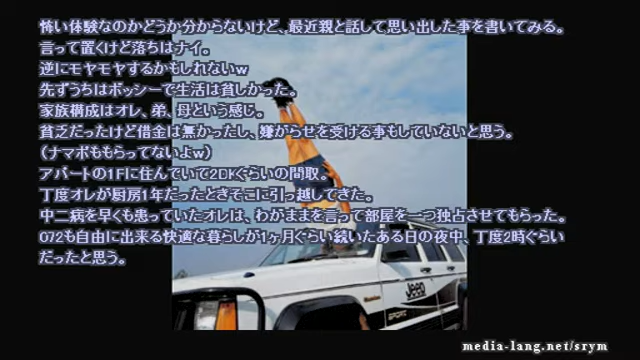 怖い体験なのかどうか分からないけど、最近親と話して思い出した事を書いてみる。
言って置くけど落ちはナイ。
逆にモヤモヤするかもしれないw
先ずうちはボッシーで生活は貧しかった。
家族構成はオレ、弟、母という感じ。
貧乏だったけど借金は無かったし、嫌がらせを受ける事もしていないと思う。
(ナマポももらってないよw)
アパートの1Fに住んでいて2DKぐらいの間取。
丁度オレが厨房1年だったときそこに引っ越してきた。
中二病を早くも患っていたオレは、わがままを言って部屋を一つ独占させてもらった。
072も自由に出来る快適な暮らしが1ヶ月ぐらい続いたある日の夜中、丁度2時ぐらい
だったと思う。
Jeep
SPORT
media-lang.net/srym